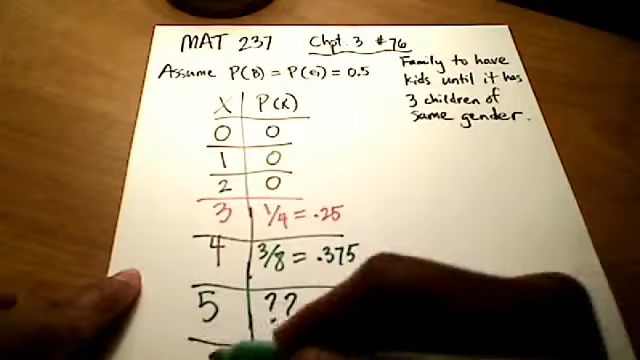 MAT 237 Chpt. 3 #76
Assume P(b) = P(G) = 0.5
Family to have
kids until it has
3 children of
same gender.
X P(X)
0 0
1 0
2 0
3 1/4 = .25
4 3/8 = .375
5 ??